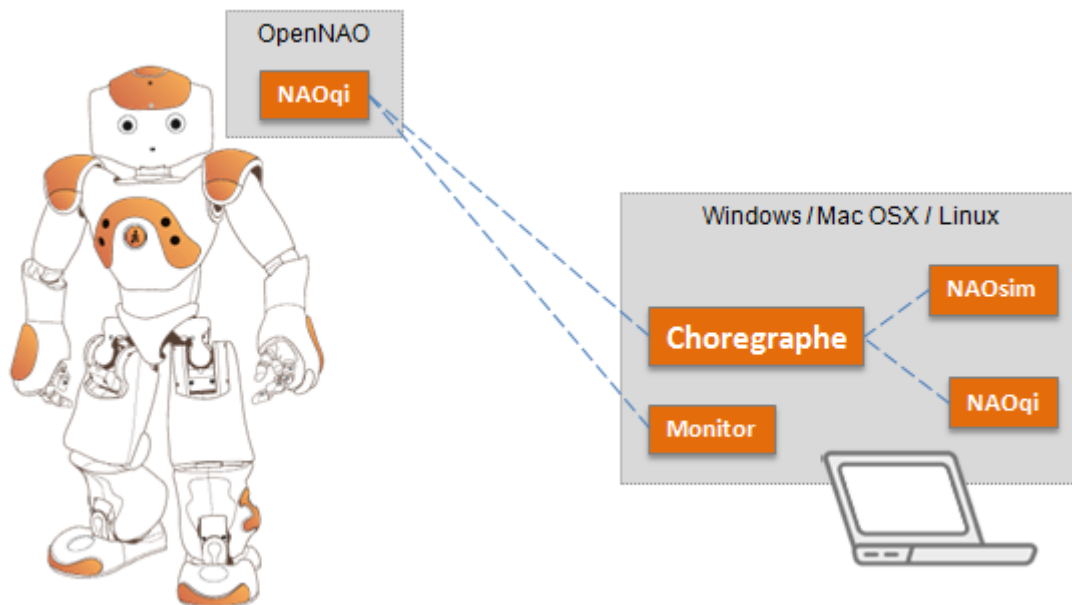 OpenNAO
NAOqi
Windows / Mac OSX / Linux
NAOsim
Choregraphe
NAOqi
Monitor